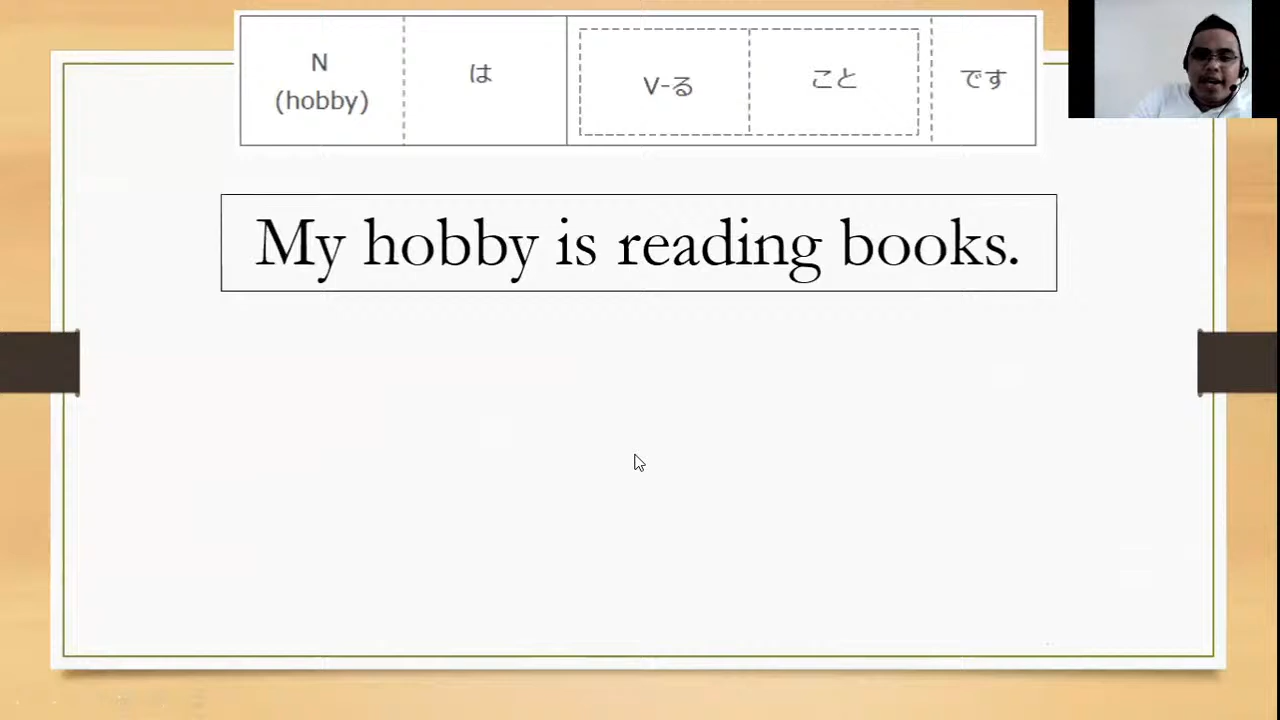 N は V-る こと です
(hobby)
My hobby is reading books.